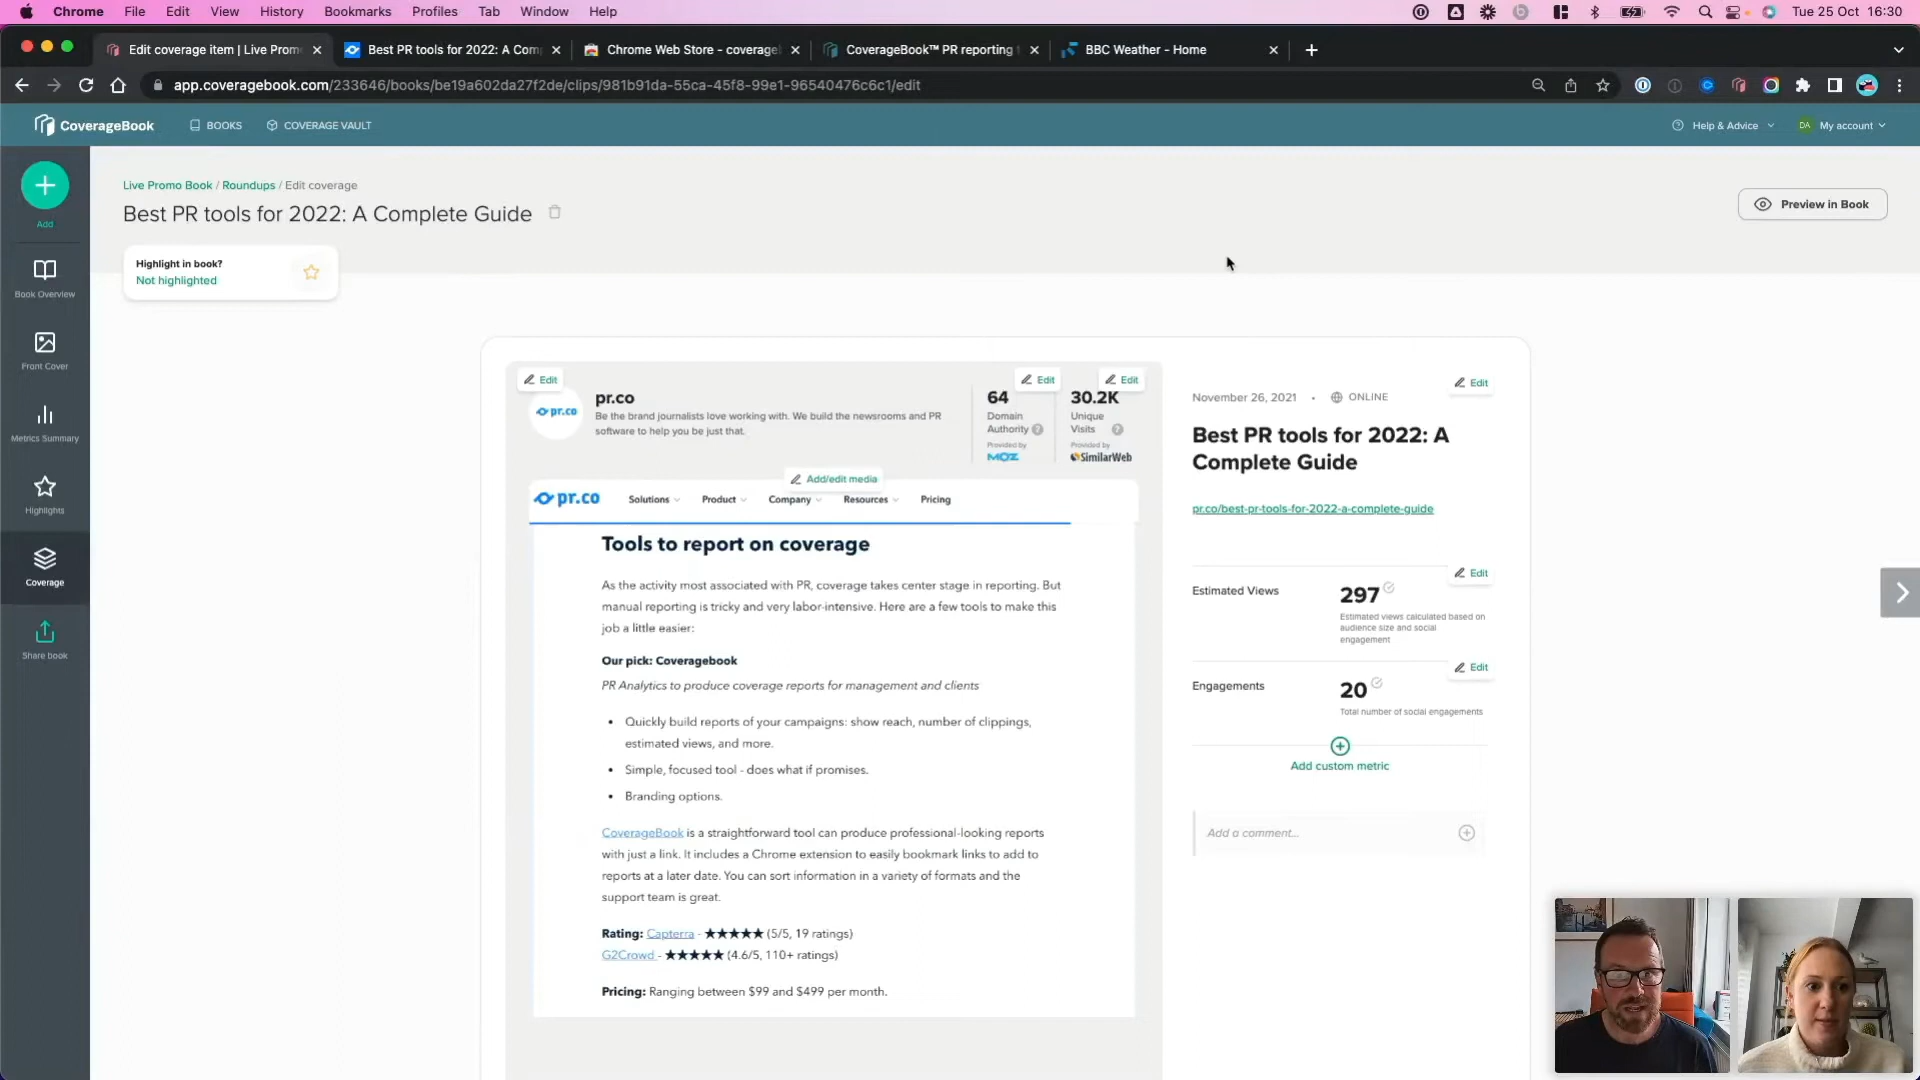 Chrome File Edit View History Bookmarks Profiles Tab Window Help
Tue 25 Oct 16:30
Edit coverage item | Live Prom
Best PR tools for 2022: A Com
Chrome Web Store - coverage
CoverageBook™ PR reporting
BBC Weather - Home
app.coveragebook.com/233646/books/be19a602da27f2de/clips/981b91da-55ca-45f8-99e1-96540476c6c1/edit
CoverageBook
BOOKS
COVERAGE VAULT
Help & Advice
DA
My account
Add
Book Overview
Front Cover
Metrics Summary
Highlights
Coverage
Share book
Live Promo Book / Roundups / Edit coverage
Best PR tools for 2022: A Complete Guide
Preview in Book
Highlight in book?
Not highlighted
Edit
Edit
Edit
pr.co
pr.co
Be the brand journalists love working with. We build the newsrooms and PR
software to help you be just that.
64
Domain
Authority
Provided by
MOZ
30.2K
Unique
Visits
Provided by
SimilarWeb
Add/edit media
pr.co
Solutions
Product
Company
Resources
Pricing
Tools to report on coverage
As the activity most associated with PR, coverage takes center stage in reporting. But
manual reporting is tricky and very labor-intensive. Here are a few tools to make this
job a little easier:
Our pick: Coveragebook
PR Analytics to produce coverage reports for management and clients
• Quickly build reports of your campaigns: show reach, number of clippings,
estimated views, and more.
• Simple, focused tool - does what if promises.
• Branding options.
CoverageBook is a straightforward tool can produce professional-looking reports
with just a link. It includes a Chrome extension to easily bookmark links to add to
reports at a later date. You can sort information in a variety of formats and the
support team is great.
Rating: Capterra - ★★★★★ (5/5, 19 ratings)
G2Crowd - ★★★★★ (4.6/5, 110+ ratings)
Pricing: Ranging between $99 and $499 per month.
Edit
November 26, 2021 • ONLINE
Best PR tools for 2022: A
Complete Guide
pr.co/best-pr-tools-for-2022-a-complete-guide
Edit
Estimated Views
297
Estimated views calculated based on
audience size and social
engagement
Edit
Engagements
20
Total number of social engagements
Add custom metric
Add a comment...